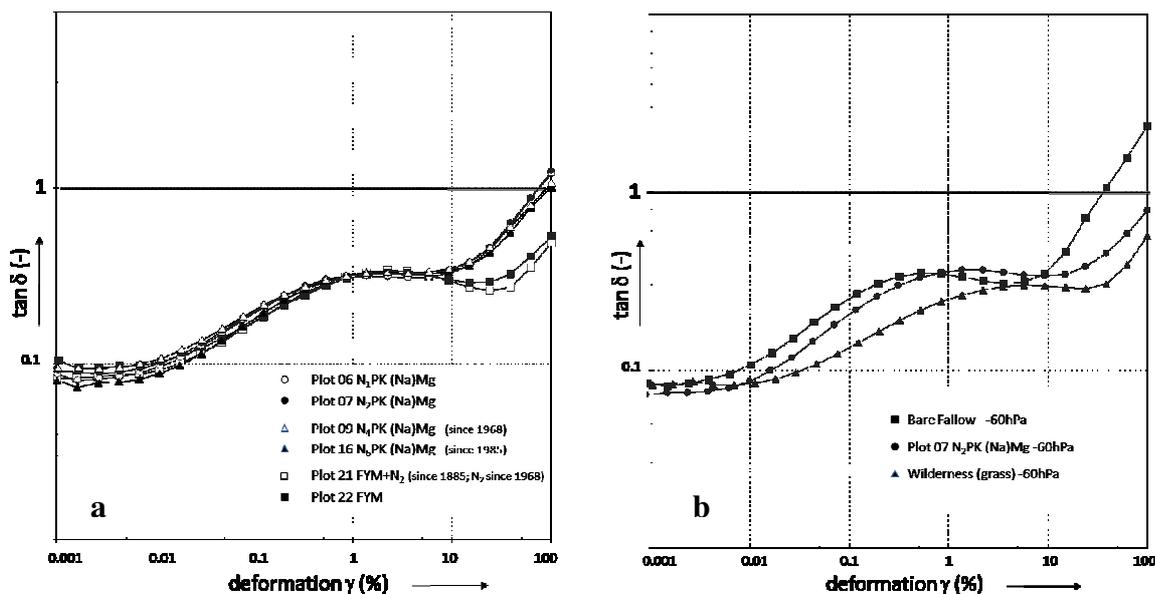 1
0.1
tan δ (-)
Plot 06 N₁PK (Na)Mg
Plot 07 N₂PK (Na)Mg
Plot 09 N₄PK (Na)Mg (since 1968)
Plot 16 N₆PK (Na)Mg (since 1985)
Plot 21 FYM+N₂ (since 1885; N₂ since 1968)
Plot 22 FYM
a
0.001 0.01 0.1 1 10 100
deformation γ (%)
1
0.1
tan δ (-)
Bare Fallow -60hPa
Plot 07 N₂PK (Na)Mg -60hPa
Wilderness (grass) -60hPa
b
0.001 0.01 0.1 1 10 100
deformation γ (%)